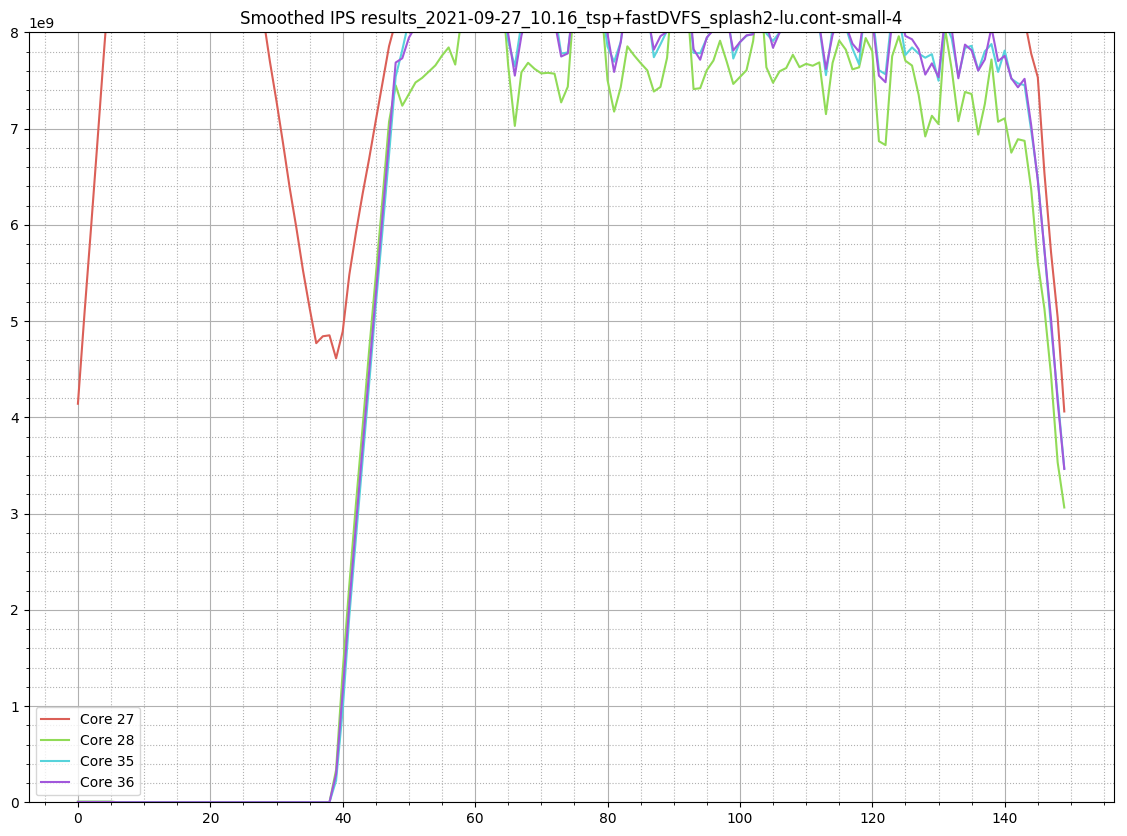 Smoothed IPS results_2021-09-27_10.16_tsp+fastDVFS_splash2-lu.cont-small-4
1e9
8
7
6
5
4
3
2
1
0
Core 27
Core 28
Core 35
Core 36
0 20 40 60 80 100 120 140